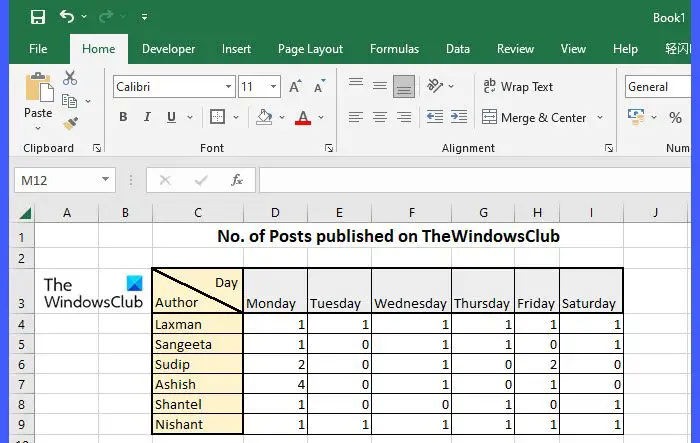 Book1
File Home Developer Insert Page Layout Formulas Data Review View Help 轻闪
Calibri 11 A A ab Wrap Text General
Paste B I U A Merge & Center %
Clipboard Font Alignment Num
M12 fx
A B C D E F G H I J
1 No. of Posts published on TheWindowsClub
2
The
WindowsClub
Day
3 Author Monday Tuesday Wednesday Thursday Friday Saturday
4 Laxman 1 1 1 1 1 1
5 Sangeeta 1 0 1 1 0 1
6 Sudip 2 0 1 0 2 0
7 Ashish 4 0 1 0 1 0
8 Shantel 1 0 0 1 0 1
9 Nishant 1 1 1 1 1 1